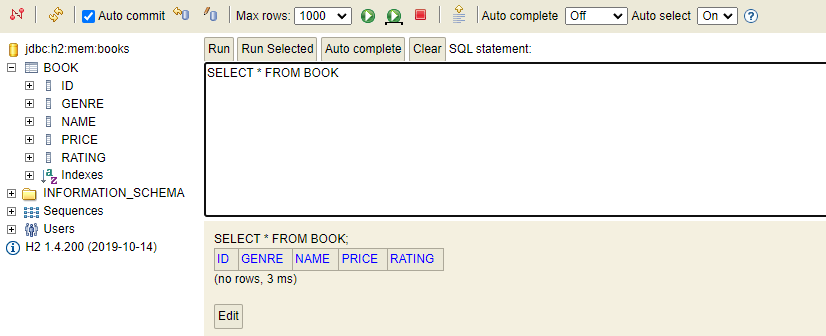 Auto commit Max rows: 1000 Auto complete Off Auto select On
jdbc:h2:mem:books
BOOK
ID
GENRE
NAME
PRICE
RATING
Indexes
INFORMATION_SCHEMA
Sequences
Users
H2 1.4.200 (2019-10-14)
Run Run Selected Auto complete Clear SQL statement:
SELECT * FROM BOOK
SELECT * FROM BOOK;
ID GENRE NAME PRICE RATING
(no rows, 3 ms)
Edit